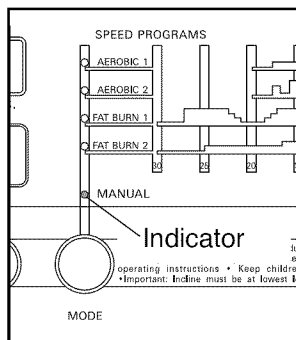 SPEED PROGRAMS
AEROBIC 1
AEROBIC 2
FAT BURN 1
FAT BURN 2
30 25 20
MANUAL
Indicator
operating instructions • Keep childre
•Important: Incline must be at lowest l
MODE